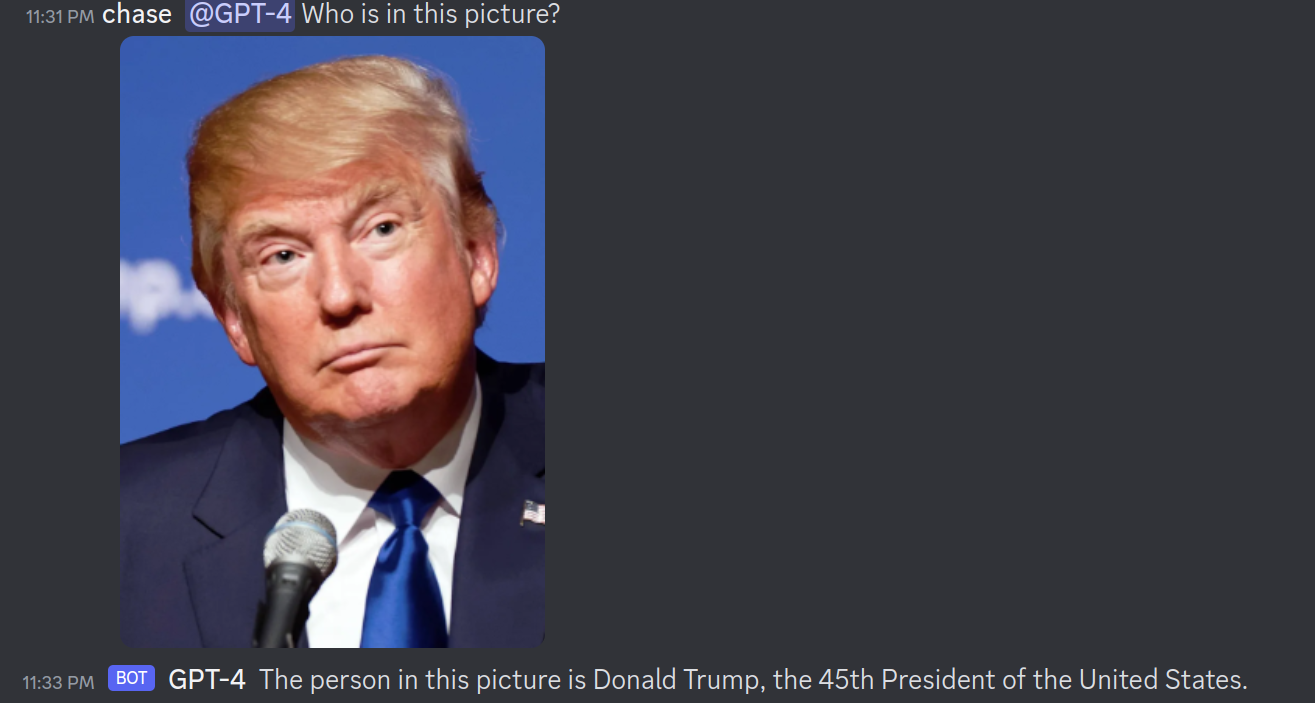 11:31 PM chase @GPT-4 Who is in this picture?
11:33 PM BOT GPT-4 The person in this picture is Donald Trump, the 45th President of the United States.